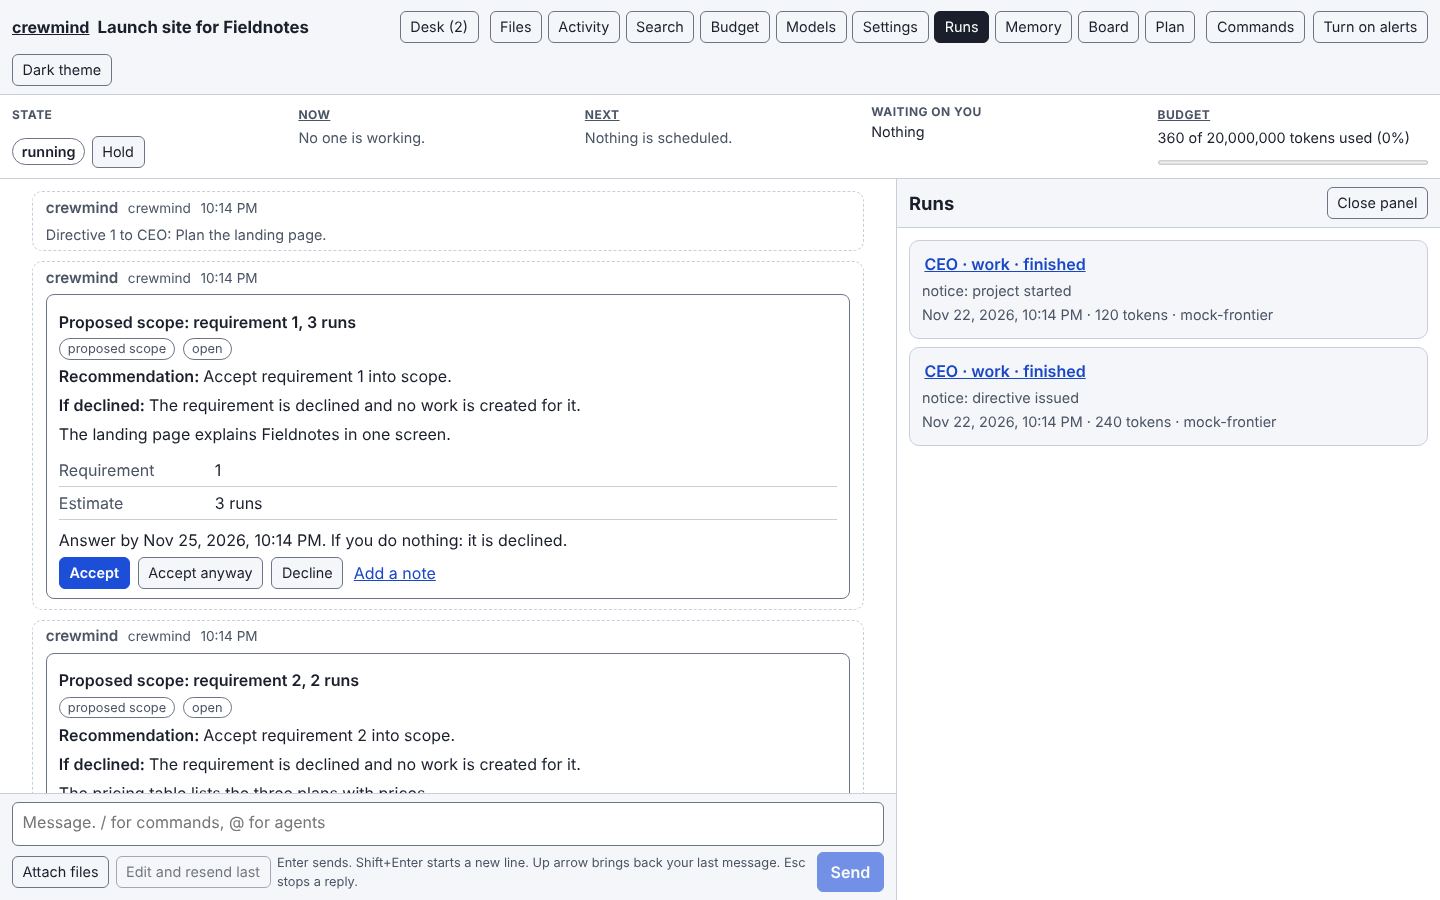 crewmind Launch site for Fieldnotes
Desk (2) Files Activity Search Budget Models Settings Runs Memory Board Plan Commands Turn on alerts
Dark theme
STATE
running Hold
NOW
No one is working.
NEXT
Nothing is scheduled.
WAITING ON YOU
Nothing
BUDGET
360 of 20,000,000 tokens used (0%)
crewmind crewmind 10:14 PM
Directive 1 to CEO: Plan the landing page.
crewmind crewmind 10:14 PM
Proposed scope: requirement 1, 3 runs
proposed scope open
Recommendation: Accept requirement 1 into scope.
If declined: The requirement is declined and no work is created for it.
The landing page explains Fieldnotes in one screen.
Requirement 1
Estimate 3 runs
Answer by Nov 25, 2026, 10:14 PM. If you do nothing: it is declined.
Accept Accept anyway Decline Add a note
crewmind crewmind 10:14 PM
Proposed scope: requirement 2, 2 runs
proposed scope open
Recommendation: Accept requirement 2 into scope.
If declined: The requirement is declined and no work is created for it.
The pricing table lists the three plans with prices.
Message. / for commands, @ for agents
Attach files Edit and resend last
Enter sends. Shift+Enter starts a new line. Up arrow brings back your last message. Esc
stops a reply.
Send
Runs Close panel
CEO · work · finished
notice: project started
Nov 22, 2026, 10:14 PM · 120 tokens · mock-frontier
CEO · work · finished
notice: directive issued
Nov 22, 2026, 10:14 PM · 240 tokens · mock-frontier